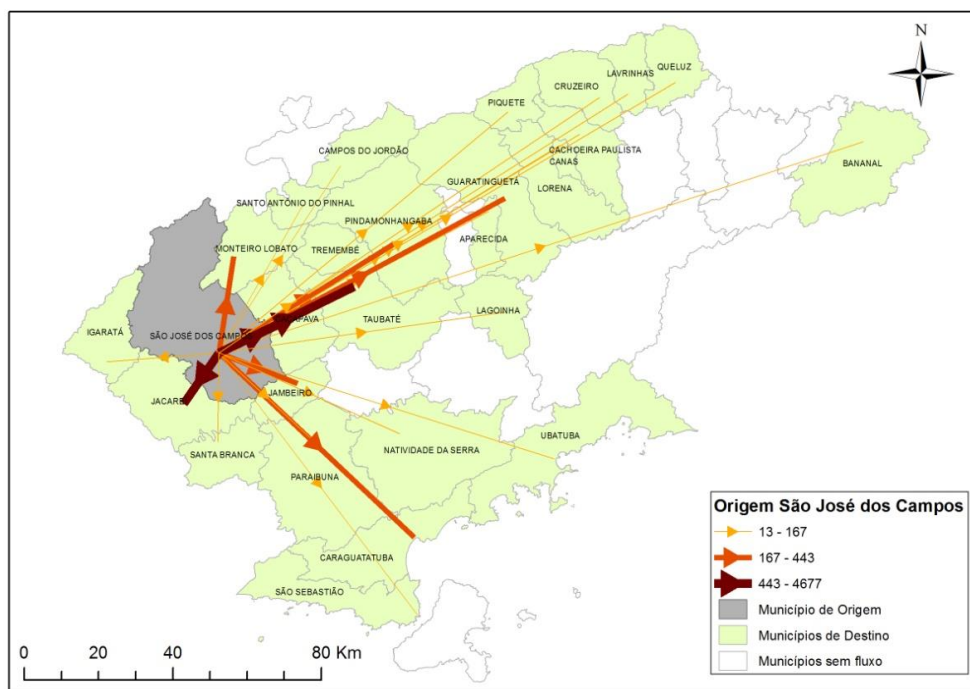 N
QUELUZ
LAVRINHAS
CRUZEIRO
PIQUETE
CAMPOS DO JORDÃO
CACHOEIRA PAULISTA
CANAS
BANANAL
GUARATINGUETÁ
LORENA
SANTO ANTÔNIO DO PINHAL
PINDAMONHANGABA
APARECIDA
MONTEIRO LOBATO
TREMEMBÉ
LAGOINHA
TAUBATÉ
IGARATÁ
SÃO JOSÉ DOS CAMPOS
JAMBEIRO
UBATUBA
NATIVIDADE DA SERRA
SANTA BRANCA
PARAIBUNA
CARAGUATATUBA
SÃO SEBASTIÃO
Origem São José dos Campos
13 - 167
167 - 443
443 - 4677
Município de Origem
Municípios de Destino
Municípios sem fluxo
0 20 40 80 Km